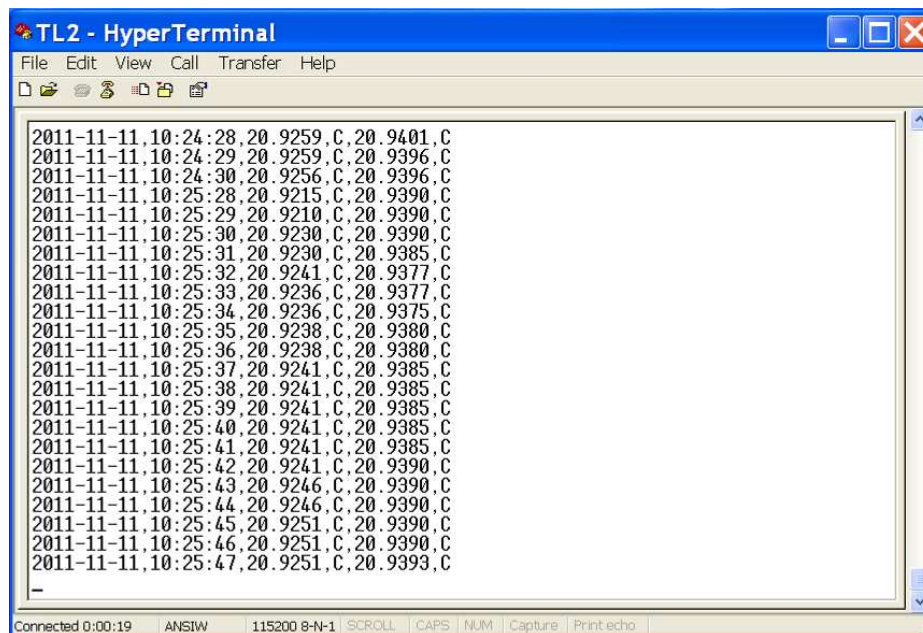 TL2 - HyperTerminal
File Edit View Call Transfer Help
2011-11-11,10:24:28,20.9259,C,20.9401,C
2011-11-11,10:24:29,20.9259,C,20.9396,C
2011-11-11,10:24:30,20.9256,C,20.9396,C
2011-11-11,10:25:28,20.9215,C,20.9390,C
2011-11-11,10:25:29,20.9210,C,20.9390,C
2011-11-11,10:25:30,20.9230,C,20.9390,C
2011-11-11,10:25:31,20.9230,C,20.9385,C
2011-11-11,10:25:32,20.9241,C,20.9377,C
2011-11-11,10:25:33,20.9236,C,20.9377,C
2011-11-11,10:25:34,20.9236,C,20.9375,C
2011-11-11,10:25:35,20.9238,C,20.9380,C
2011-11-11,10:25:36,20.9238,C,20.9380,C
2011-11-11,10:25:37,20.9241,C,20.9385,C
2011-11-11,10:25:38,20.9241,C,20.9385,C
2011-11-11,10:25:39,20.9241,C,20.9385,C
2011-11-11,10:25:40,20.9241,C,20.9385,C
2011-11-11,10:25:41,20.9241,C,20.9385,C
2011-11-11,10:25:42,20.9241,C,20.9390,C
2011-11-11,10:25:43,20.9246,C,20.9390,C
2011-11-11,10:25:44,20.9246,C,20.9390,C
2011-11-11,10:25:45,20.9251,C,20.9390,C
2011-11-11,10:25:46,20.9251,C,20.9390,C
2011-11-11,10:25:47,20.9251,C,20.9393,C
Connected 0:00:19 ANSIW 115200 8-N-1 SCROLL CAPS NUM Capture Print echo